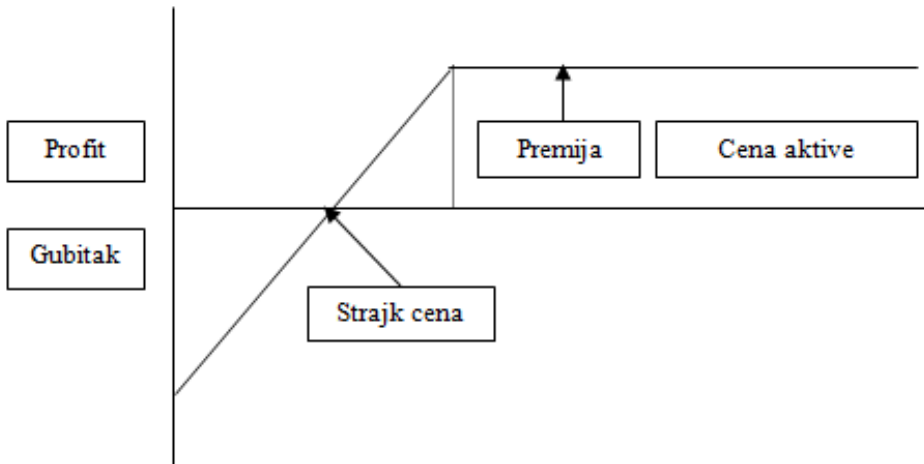 Profit
Premija
Cena aktive
Gubitak
Strajk cena